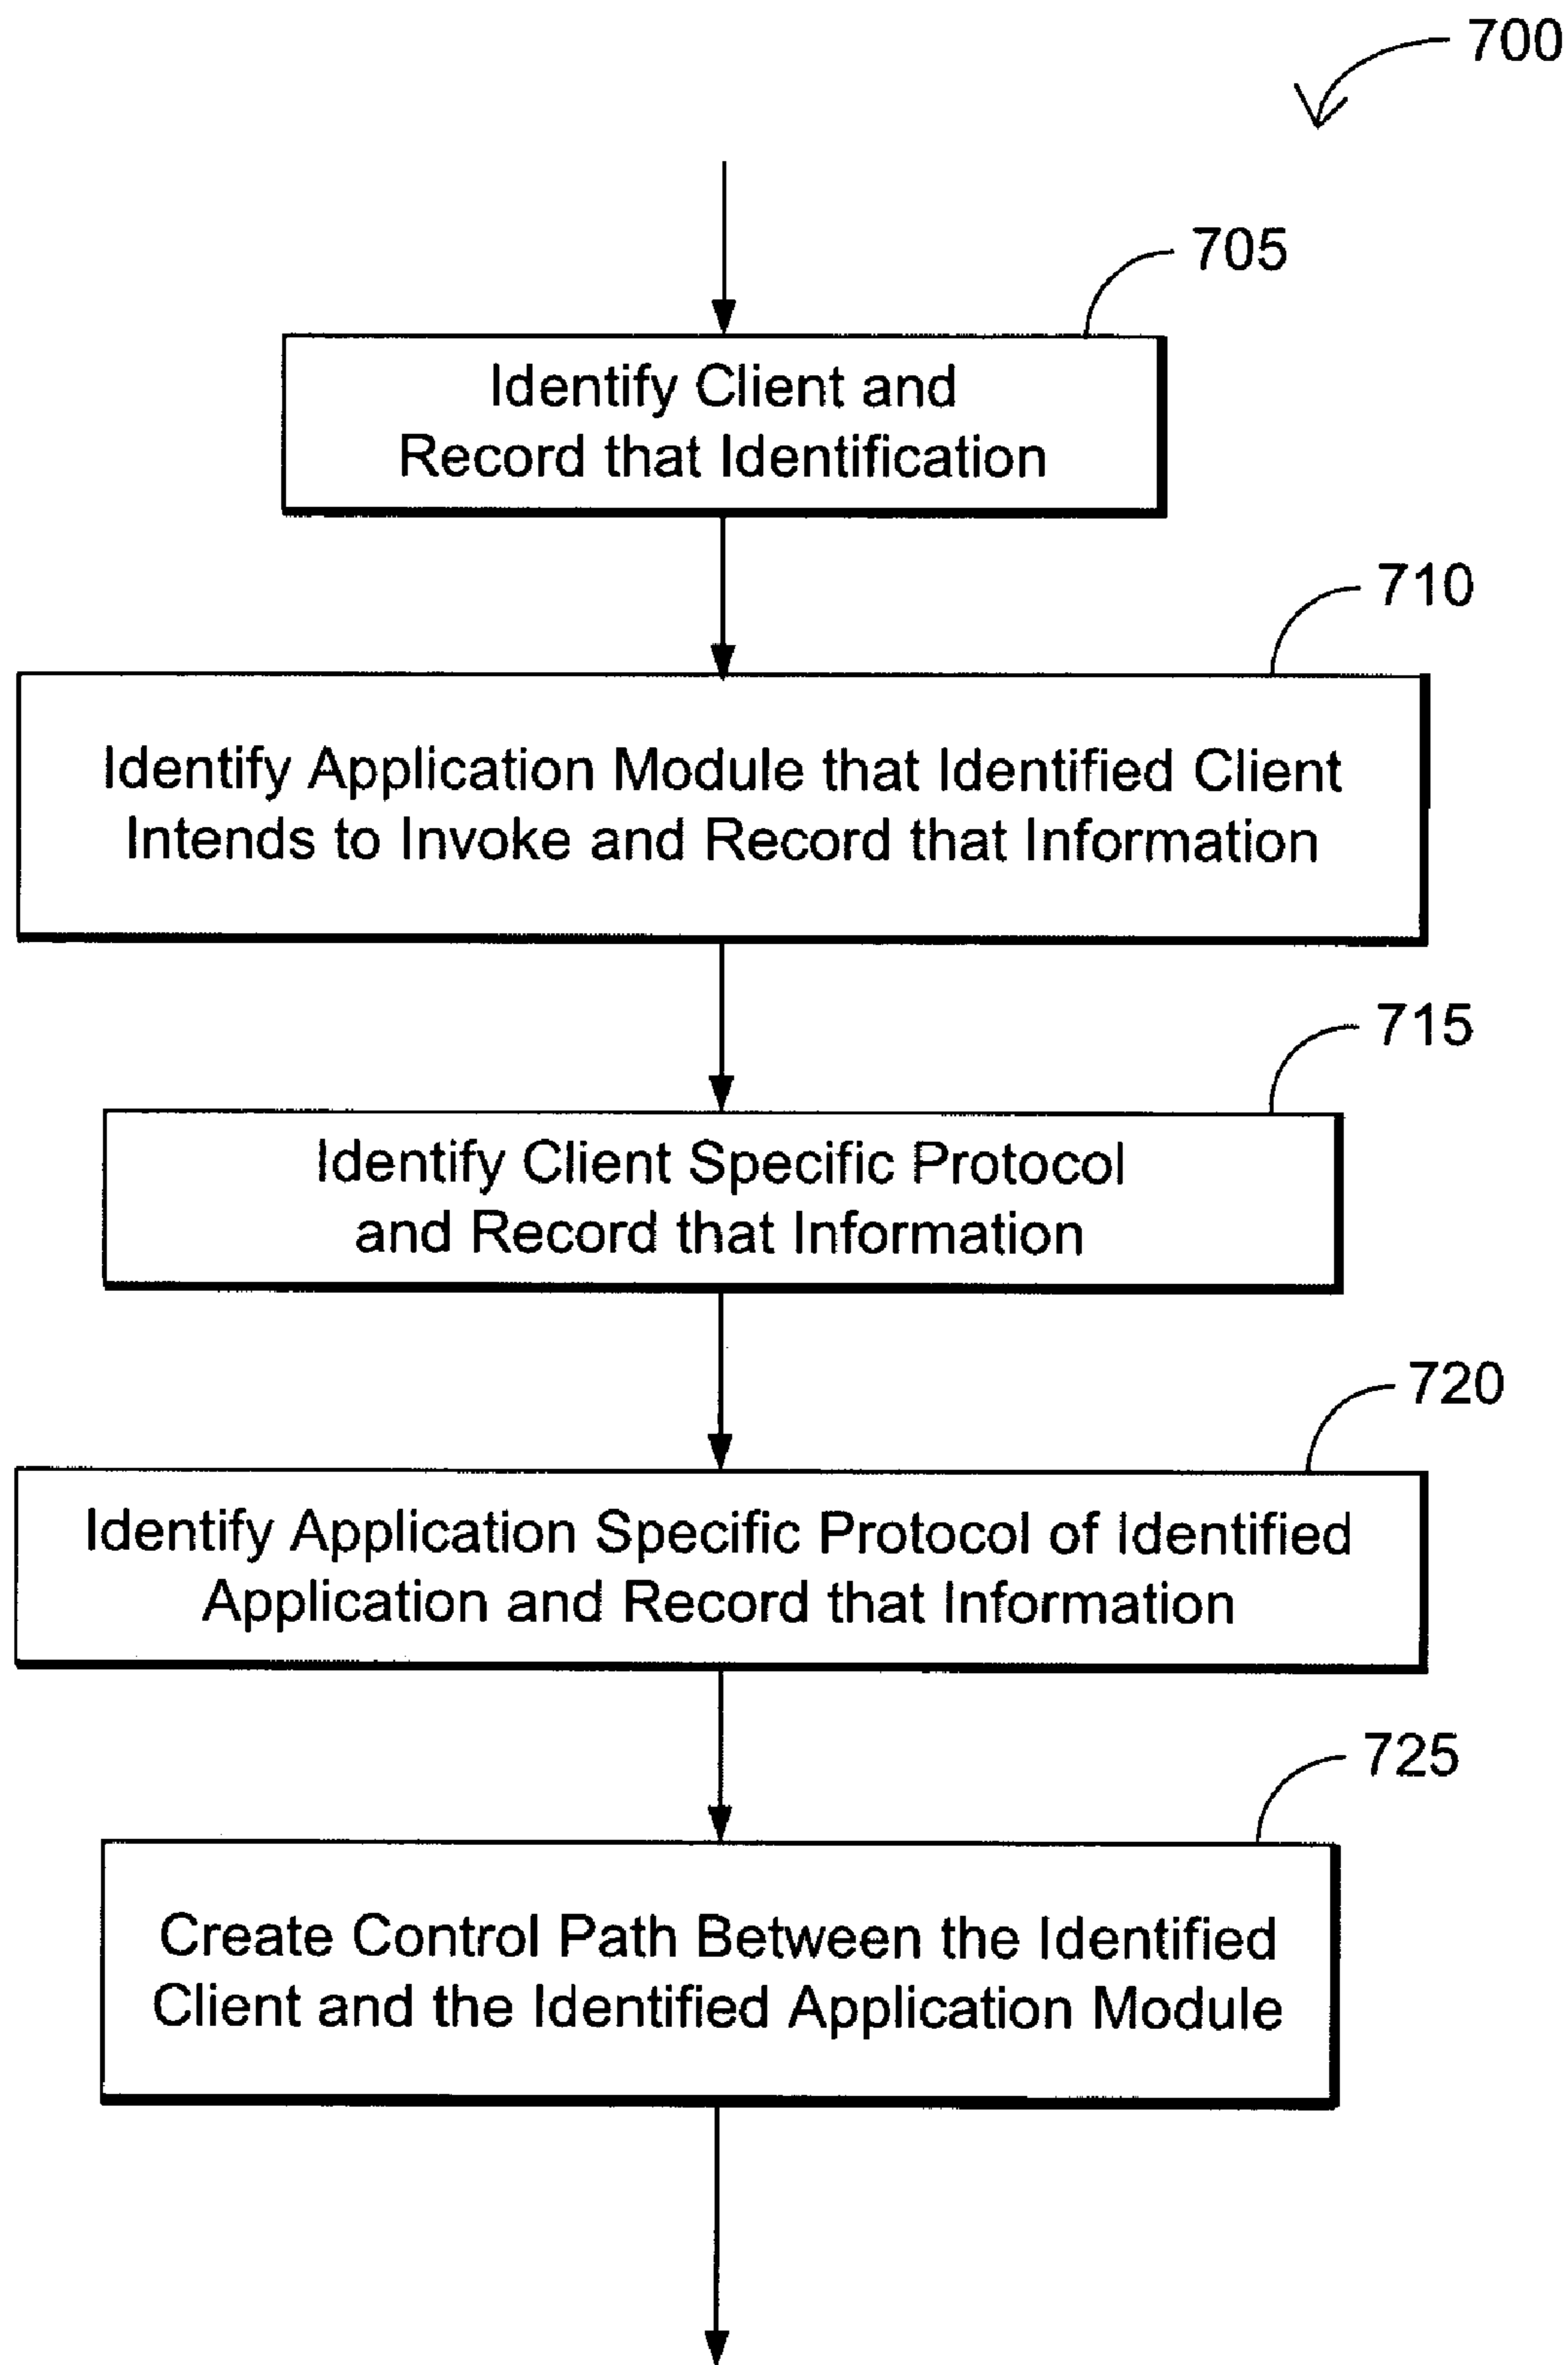 700
705
Identify Client and
Record that Identification
710
Identify Application Module that Identified Client
Intends to Invoke and Record that Information
715
Identify Client Specific Protocol
and Record that Information
720
Identify Application Specific Protocol of Identified
Application and Record that Information
725
Create Control Path Between the Identified
Client and the Identified Application Module